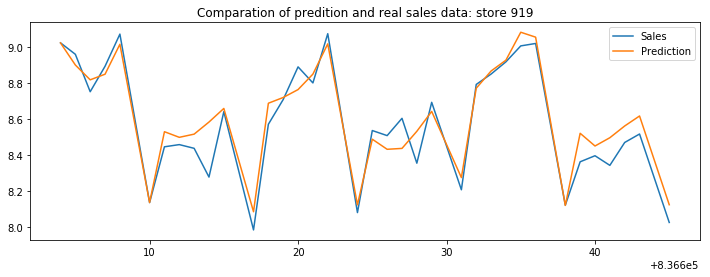 Comparation of predition and real sales data: store 919
Sales
Prediction
9.0
8.8
8.6
8.4
8.2
8.0
10 20 30 40
+8.366e5